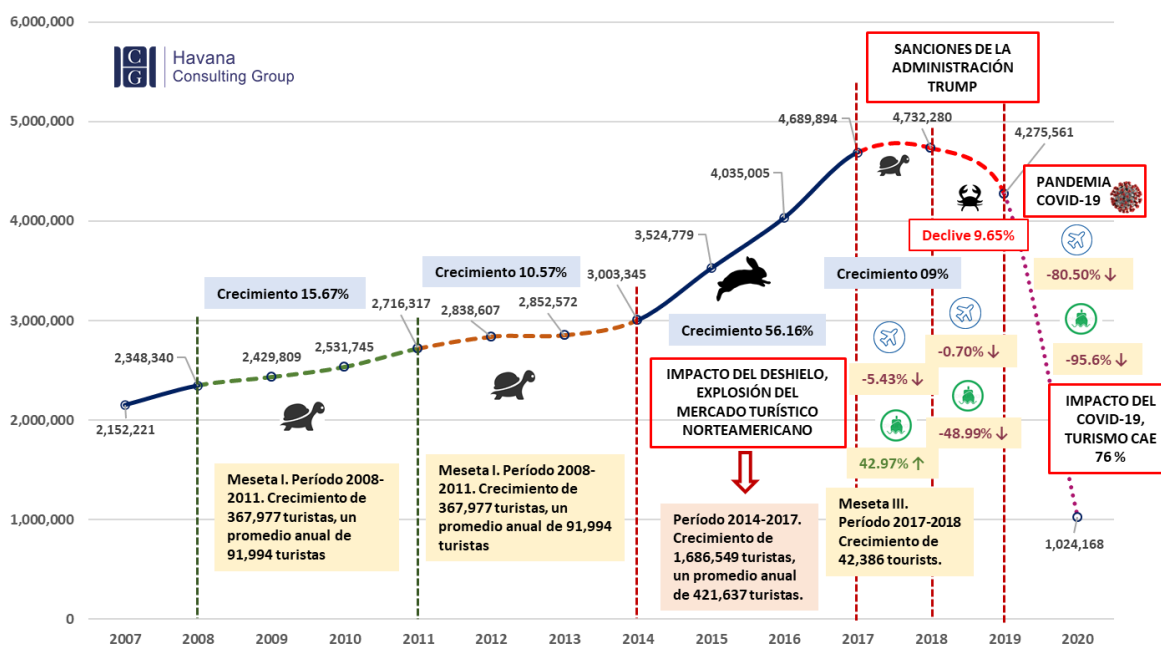 6,000,000
5,000,000
4,000,000
3,000,000
2,000,000
1,000,000
0
HCG
Havana
Consulting Group
2,152,221
2,348,340
2,429,809
2,531,745
2,716,317
2,838,607
2,852,572
3,003,345
3,524,779
4,035,005
4,689,894
4,732,280
4,275,561
1,024,168
Crecimiento 15.67%
Crecimiento 10.57%
Crecimiento 56.16%
Crecimiento 09%
Declive 9.65%
SANCIONES DE LA
ADMINISTRACIÓN
TRUMP
PANDEMIA
COVID-19
-80.50% ↓
-95.6% ↓
-0.70% ↓
-48.99% ↓
-5.43% ↓
42.97% ↑
IMPACTO DEL DESHIELO,
EXPLOSIÓN DEL
MERCADO TURÍSTICO
NORTEAMERICANO
IMPACTO DEL
COVID-19,
TURISMO CAE
76 %
Meseta I. Período 2008-
2011. Crecimiento de
367,977 turistas, un
promedio anual de
91,994 turistas
Meseta I. Período 2008-
2011. Crecimiento de
367,977 turistas, un
promedio anual de 91,994
turistas
Período 2014-2017.
Crecimiento de
1,686,549 turistas,
un promedio anual
de 421,637 turistas.
Meseta III.
Período 2017-2018
Crecimiento de
42,386 tourists.
2007
2008
2009
2010
2011
2012
2013
2014
2015
2016
2017
2018
2019
2020